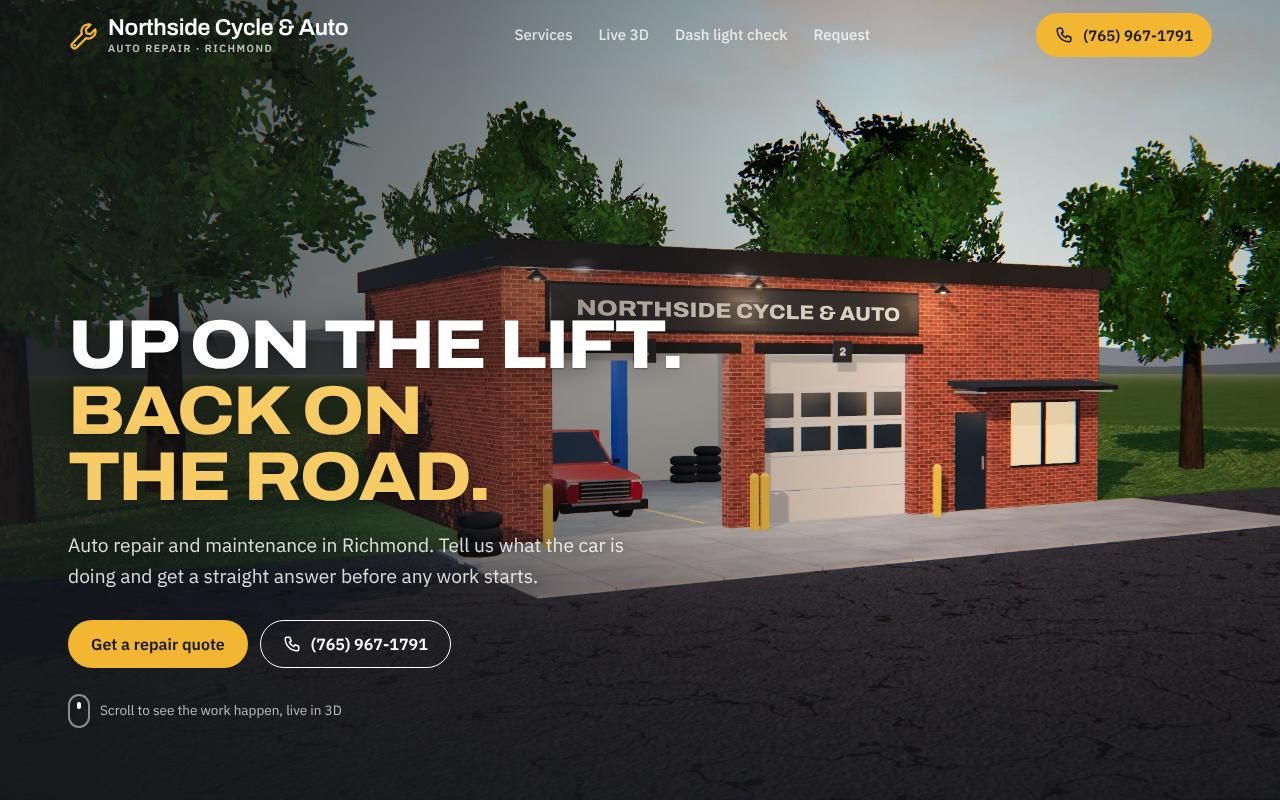 Northside Cycle & Auto
AUTO REPAIR · RICHMOND
Services
Live 3D
Dash light check
Request
(765) 967-1791
NORTHSIDE CYCLE & AUTO
2
UP ON THE LIFT.
BACK ON
THE ROAD.
Auto repair and maintenance in Richmond. Tell us what the car is
doing and get a straight answer before any work starts.
Get a repair quote
(765) 967-1791
Scroll to see the work happen, live in 3D